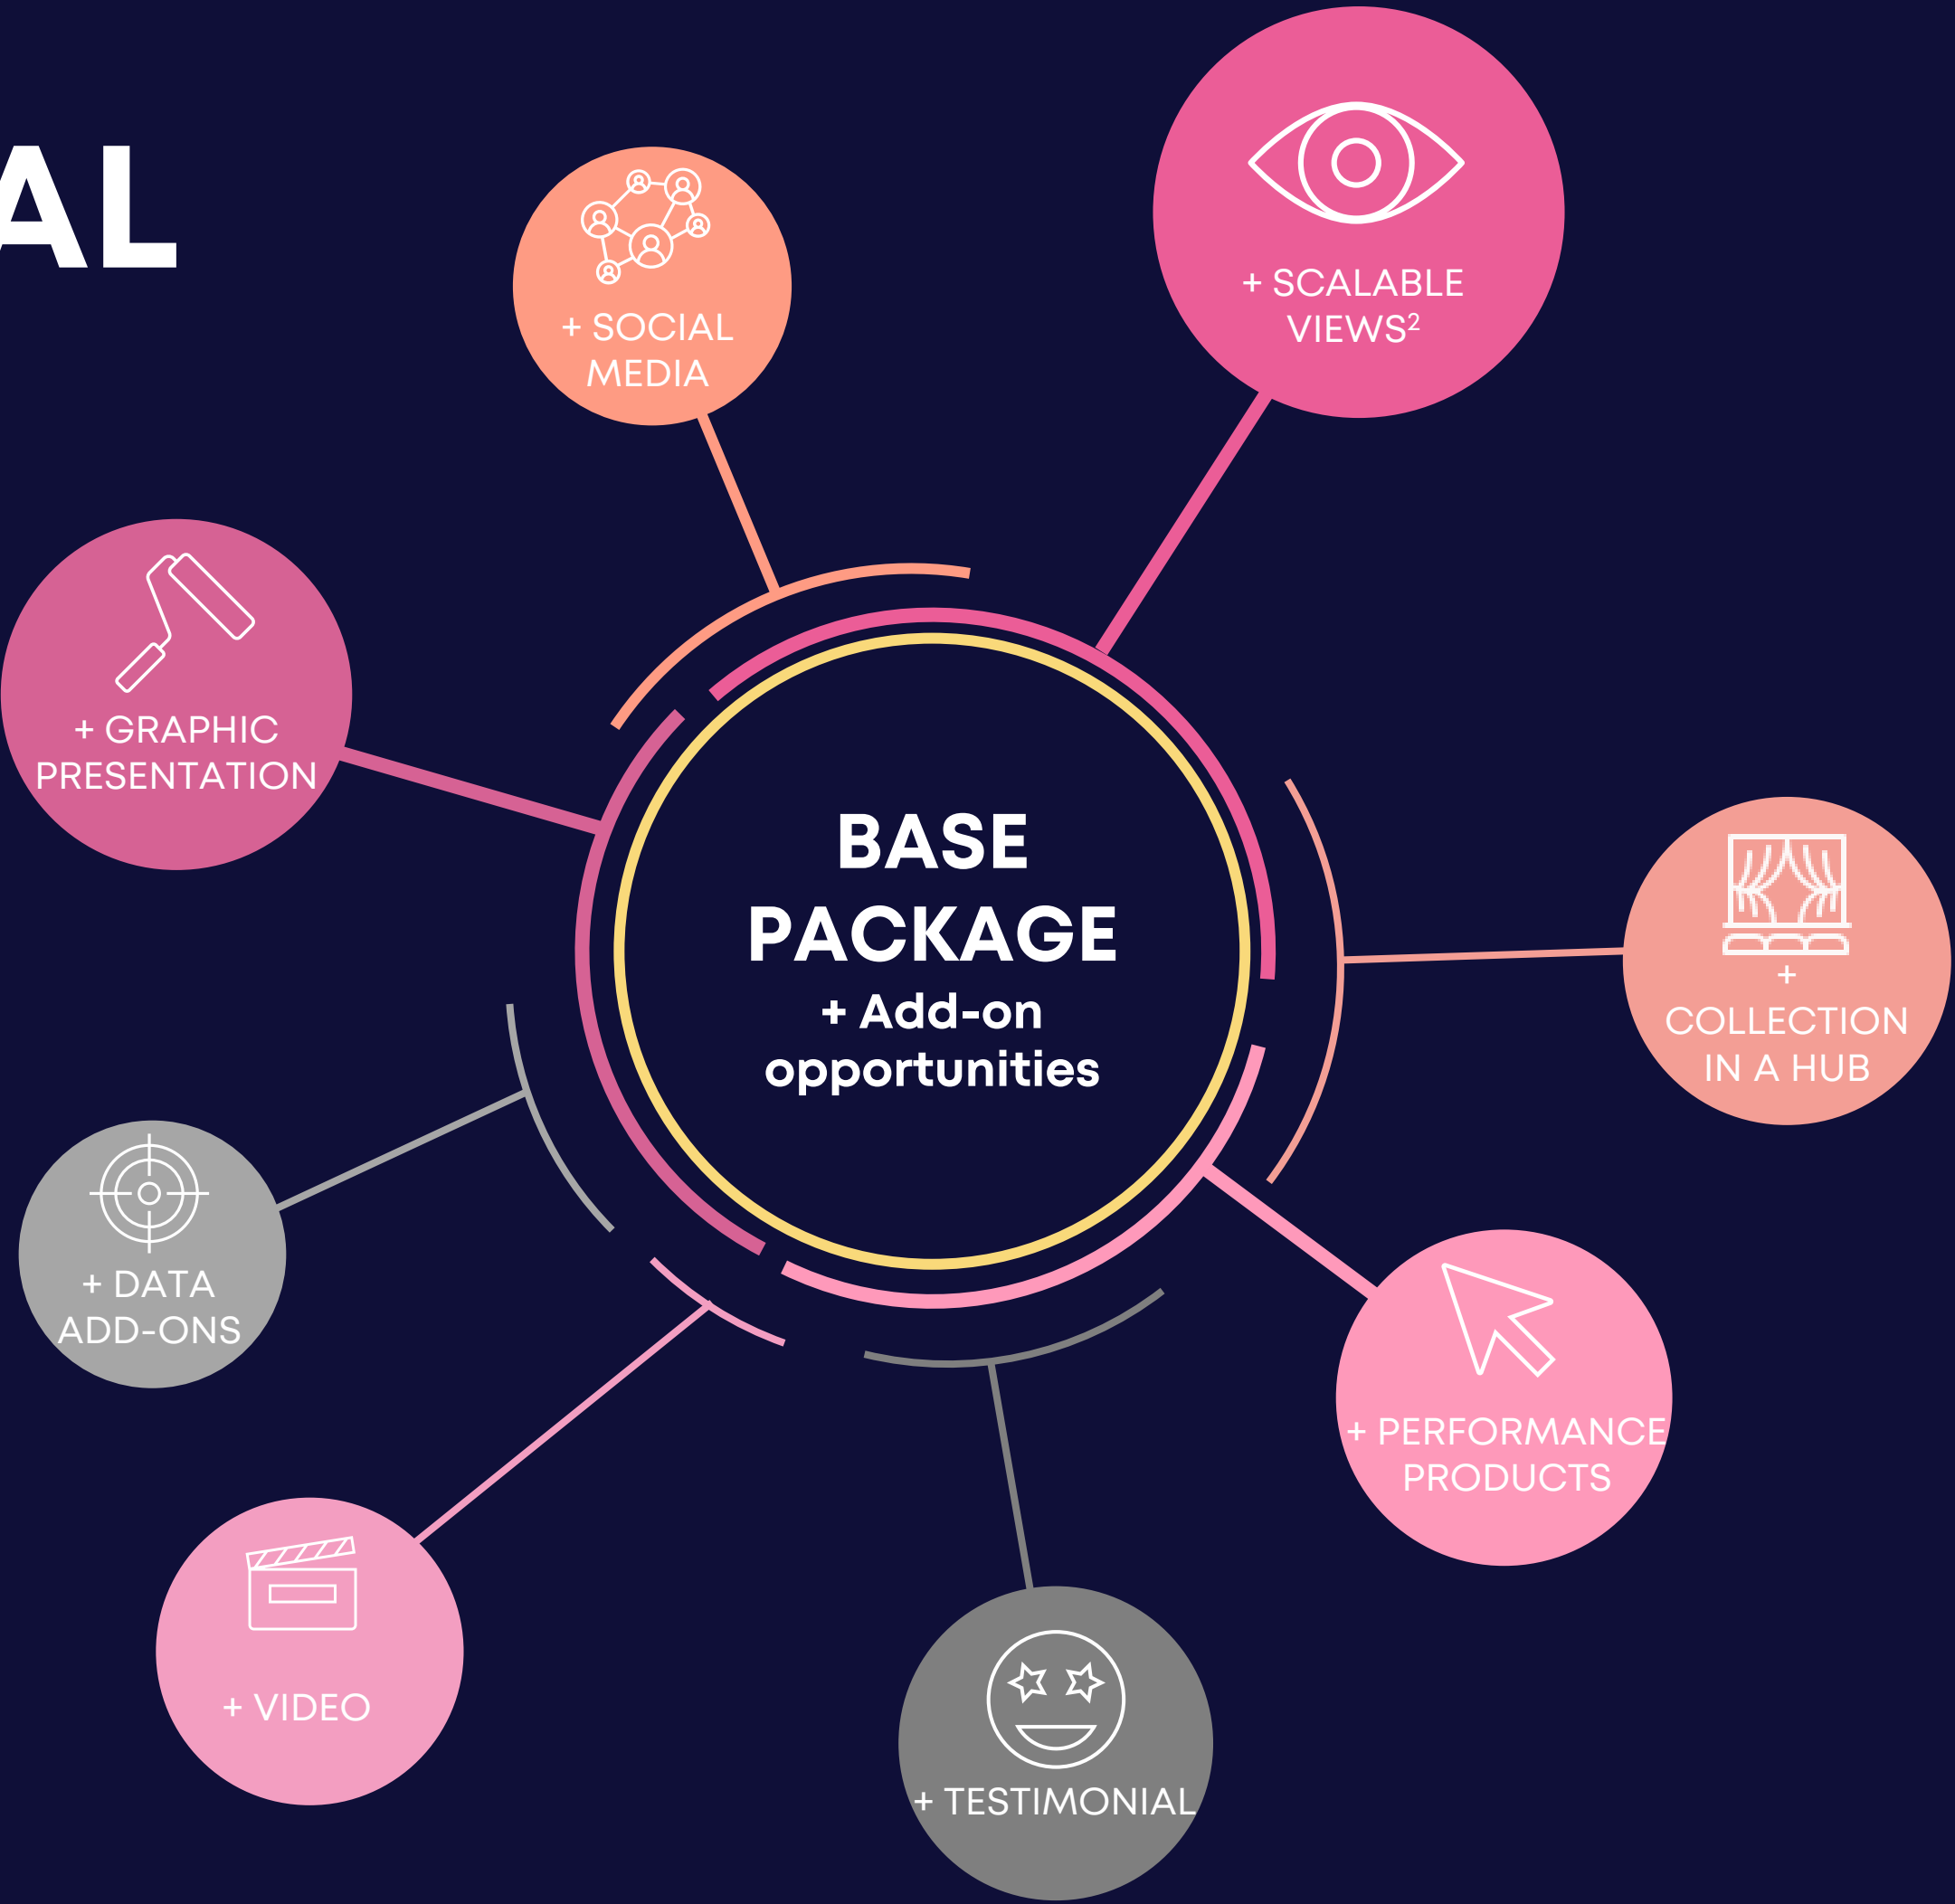 AL
+ SOCIAL
MEDIA
+ SCALABLE
VIEWS²
+ GRAPHIC
PRESENTATION
BASE
PACKAGE
+ Add-on
opportunities
+
COLLECTION
IN A HUB
+ DATA
ADD-ONS
+ PERFORMANCE
PRODUCTS
+ VIDEO
+ TESTIMONIAL